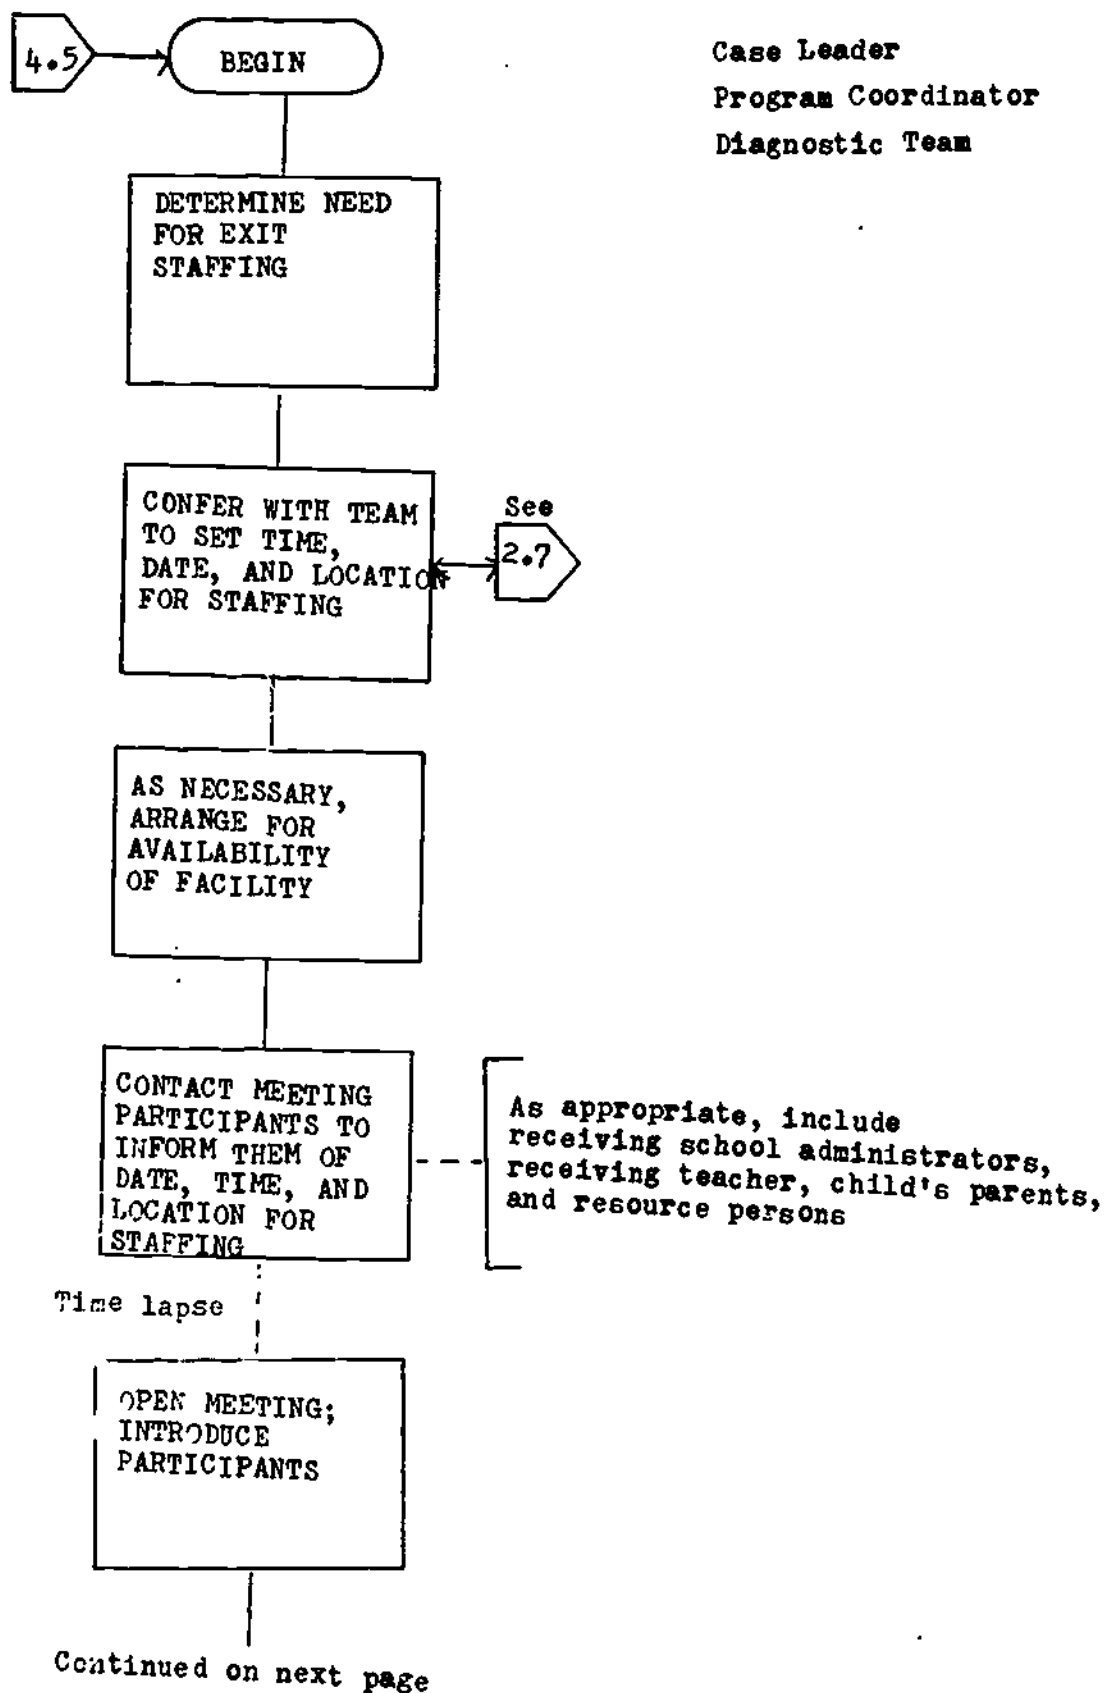 4.5
BEGIN
Case Leader
Program Coordinator
Diagnostic Team
DETERMINE NEED
FOR EXIT
STAFFING
CONFER WITH TEAM
TO SET TIME,
DATE, AND LOCATION
FOR STAFFING
See
2.7
AS NECESSARY,
ARRANGE FOR
AVAILABILITY
OF FACILITY
CONTACT MEETING
PARTICIPANTS TO
INFORM THEM OF
DATE, TIME, AND
LOCATION FOR
STAFFING
As appropriate, include
receiving school administrators,
receiving teacher, child's parents,
and resource persons
Time lapse
OPEN MEETING;
INTRODUCE
PARTICIPANTS
Continued on next page